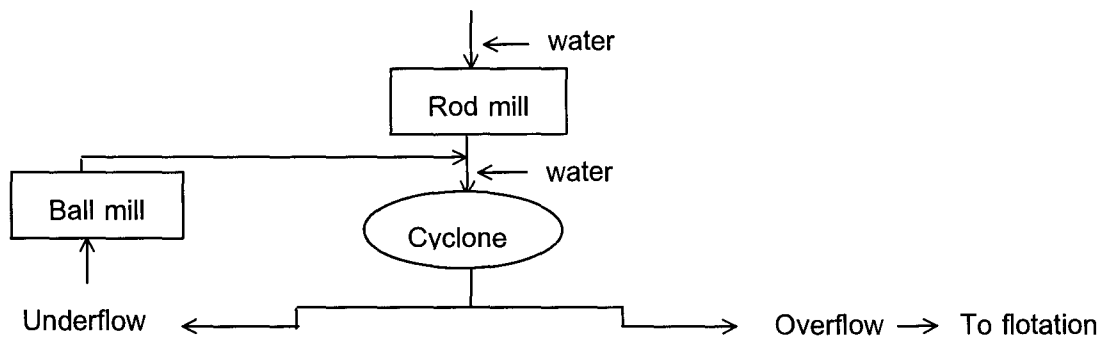 water
Rod mill
water
Ball mill
Cyclone
Underflow
Overflow
To flotation